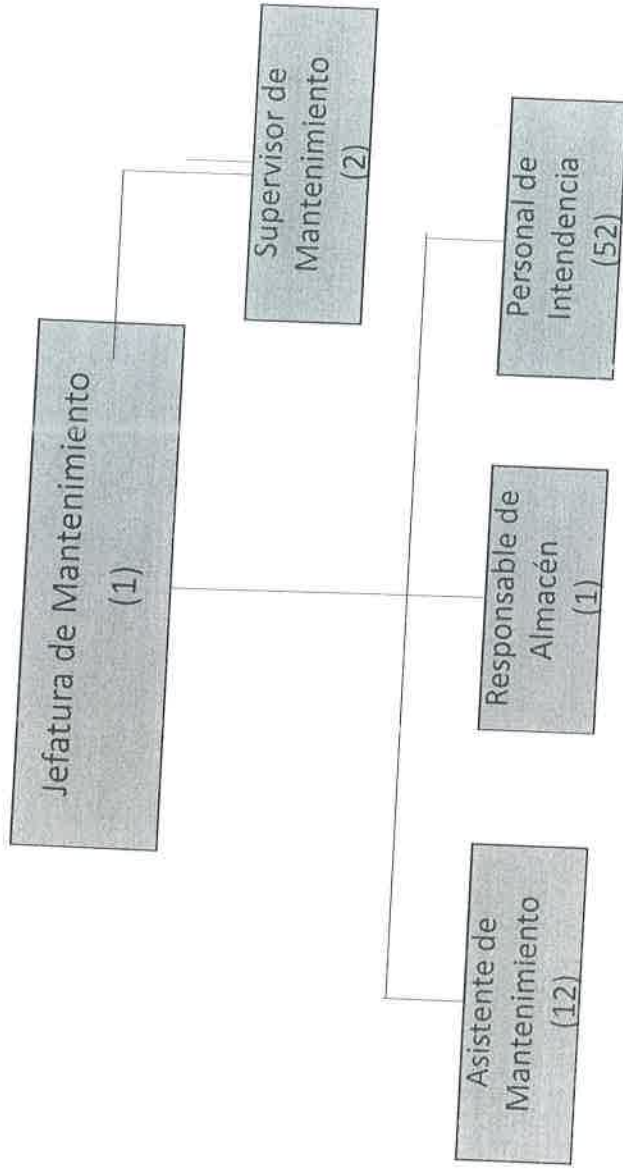 Jefatura de Mantenimiento
(1)
Supervisor de
Mantenimiento
(2)
Asistente de
Mantenimiento
(12)
Responsable de
Almacén
(1)
Personal de
Intendencia
(52)